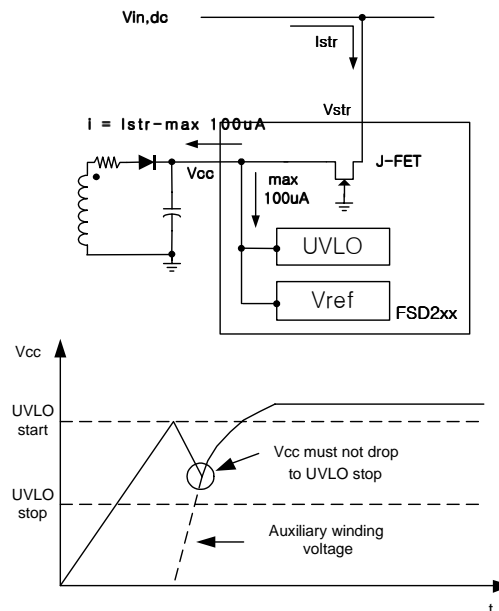 Vin,dc
Istr
Vstr
i = Istr-max 100uA
J-FET
Vcc
max
100uA
UVLO
Vref
FSD2xx
Vcc
UVLO
start
Vcc must not drop
to UVLO stop
UVLO
stop
Auxiliary winding
voltage
t